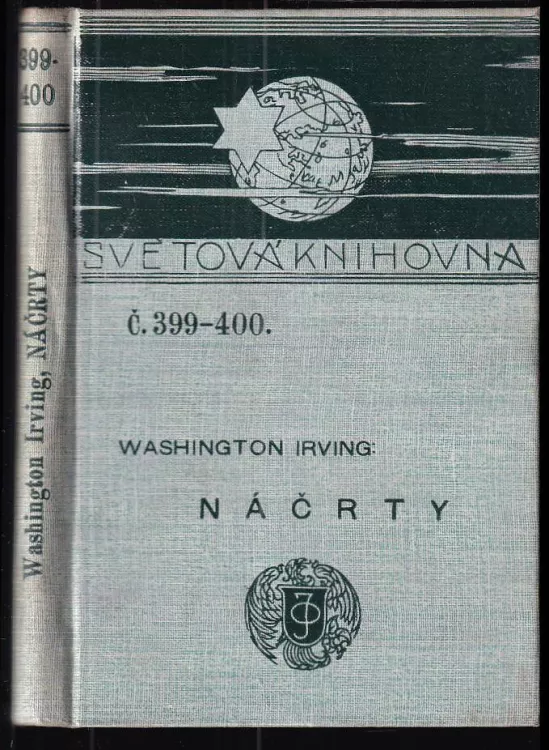 399-
400
Washington Irving, NÁČRTY
SVĚTOVÁ KNIHOVNA
Č. 399–400.
WASHINGTON IRVING:
NÁČRTY